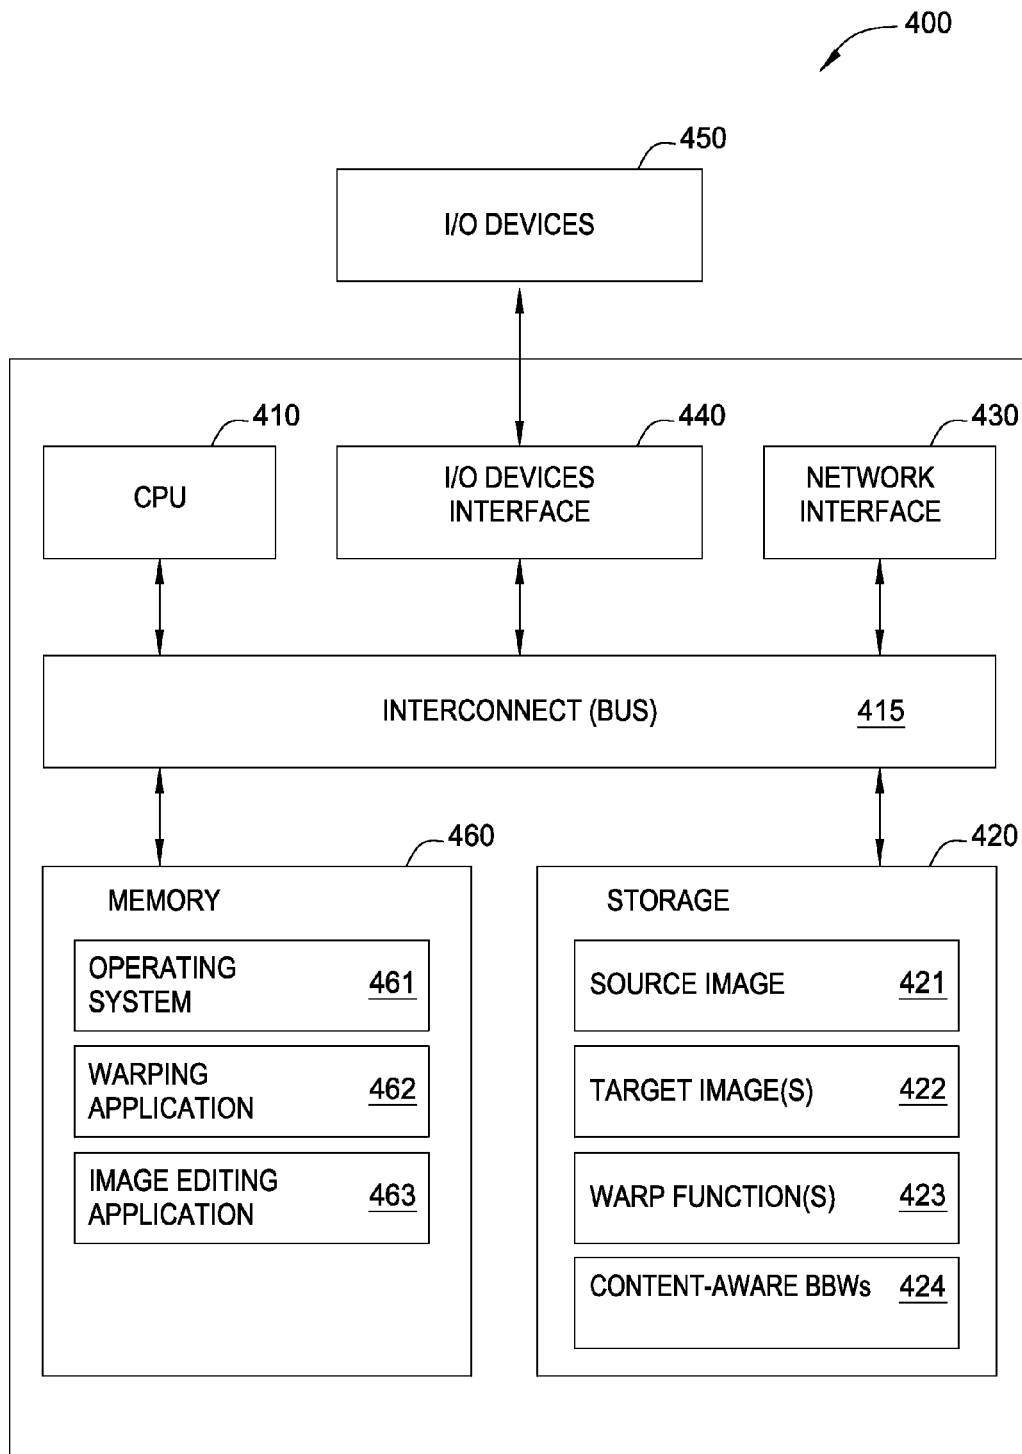 400
450
I/O DEVICES
410
440
430
CPU
I/O DEVICES
INTERFACE
NETWORK
INTERFACE
INTERCONNECT (BUS) 415
460
420
MEMORY
OPERATING
SYSTEM 461
WARPING
APPLICATION 462
IMAGE EDITING
APPLICATION 463
STORAGE
SOURCE IMAGE 421
TARGET IMAGE(S) 422
WARP FUNCTION(S) 423
CONTENT-AWARE BBWs 424